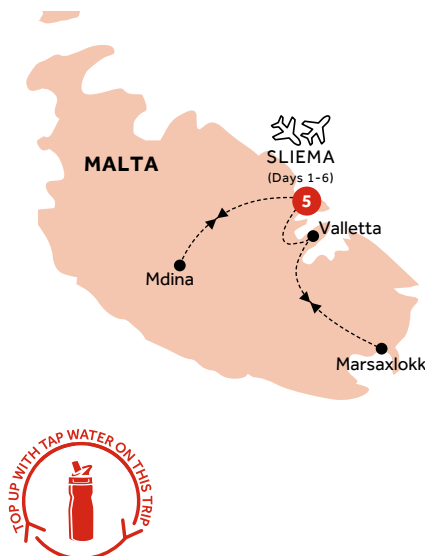 MALTA
SLIEMA
(Days 1-6)
5
Valletta
Mdina
Marsaxlokk
TOP UP WITH TAP WATER ON THIS TRIP